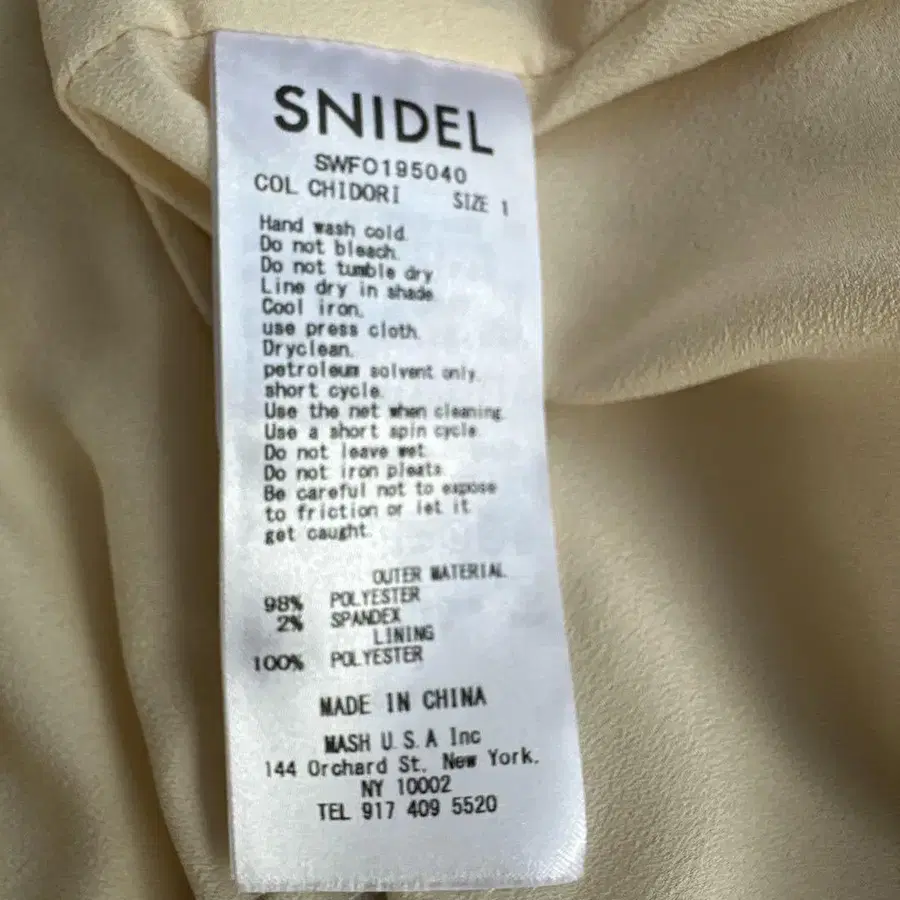 SNIDEL
SWFO195040
COL CHIDORI SIZE 1
Hand wash cold.
Do not bleach.
Do not tumble dry
Line dry in shade
Cool iron.
use press cloth.
Dryclean.
petroleum solvent only.
short cycle.
Use the net when cleaning.
Use a short spin cycle.
Do not leave wet.
Do not iron pleats.
Be careful not to expose
to friction or let it
get caught.
OUTER MATERIAL
98% POLYESTER
2% SPANDEX
LINING
100% POLYESTER
MADE IN CHINA
MASH U.S.A Inc
144 Orchard St. New York.
NY 10002
TEL 917 409 5520